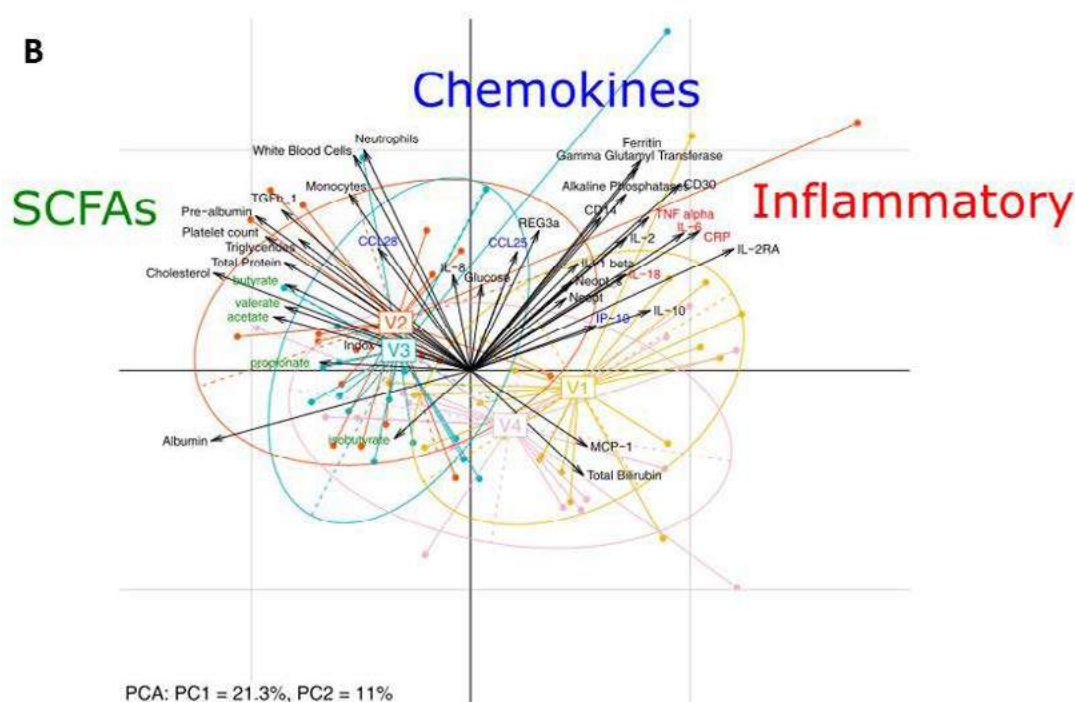 B
Chemokines
SCFAs
Inflammatory
Neutrophils
White Blood Cells
Ferritin
Gamma Glutamyl Transferase
Monocytes
Alkaline Phosphatase
CD30
Pre-albumin
CD14
TNF alpha
REG3a
IL-6
Platelet count
CCL28
CCL25
IL-2
CRP
Triglycerides
IL-2RA
Total Protein
IL-8
IL-1 beta
Cholesterol
Glucose
IL-18
butyrate
valerate
Neopt
acetate
IP-10
IL-10
V2
Index
V3
propionate
V1
V4
Albumin
isobutyrate
MCP-1
Total Bilirubin
PCA: PC1 = 21.3%, PC2 = 11%